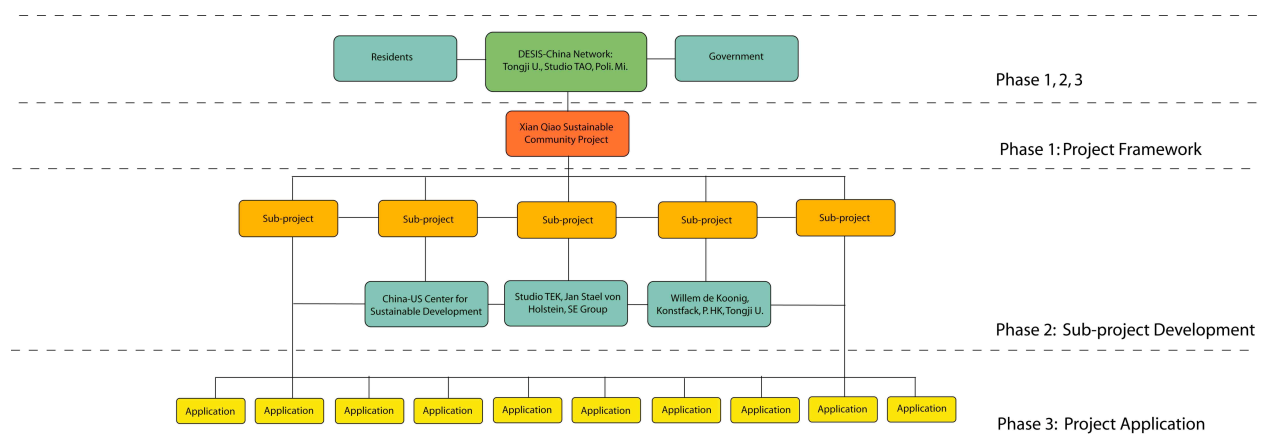 Residents
DESIS-China Network:
Tongji U., Studio TAO, Poli. Mi.
Government
Phase 1, 2, 3
Xian Qiao Sustainable
Community Project
Phase 1: Project Framework
Sub-project
Sub-project
Sub-project
Sub-project
Sub-project
China-US Center for
Sustainable Development
Studio TEK, Jan Stael von
Holstein, SE Group
Willem de Koonig,
Konstfack, P. HK, Tongji U.
Phase 2: Sub-project Development
Application
Application
Application
Application
Application
Application
Application
Application
Application
Application
Phase 3: Project Application